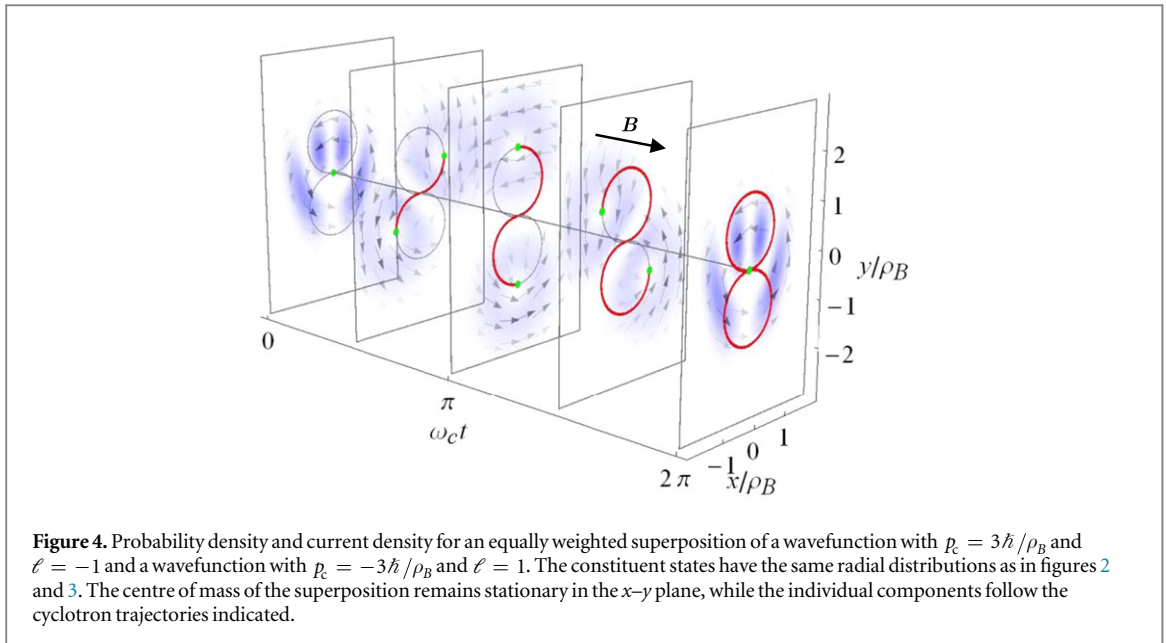 B
2
1
0
y/ρB
−1
−2
0
π
ωct
2 π
−1
0
1
x/ρB
Figure 4. Probability density and current density for an equally weighted superposition of a wavefunction with pc = 3ℏ/ρB and
ℓ = −1 and a wavefunction with pc = −3ℏ/ρB and ℓ = 1. The constituent states have the same radial distributions as in figures 2
and 3. The centre of mass of the superposition remains stationary in the x–y plane, while the individual components follow the
cyclotron trajectories indicated.